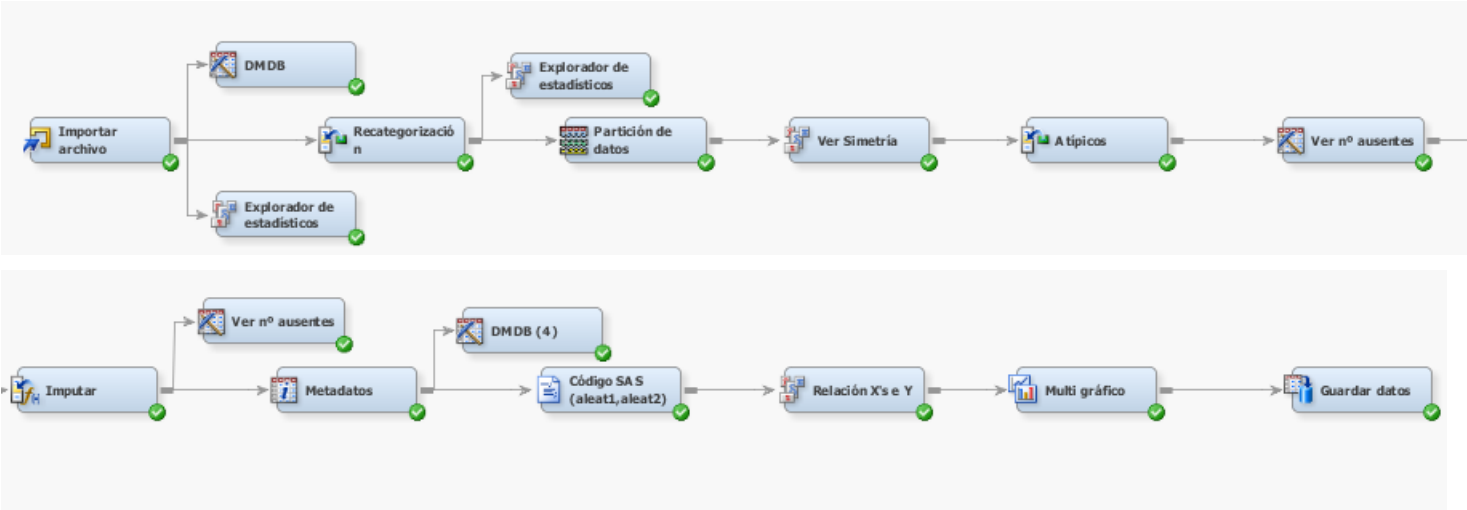 DMDB
Explorador de
estadísticos
Importar
archivo
Recategorizació
n
Partición de
datos
Ver Simetría
Atípicos
Ver nº ausentes
Explorador de
estadísticos
Ver nº ausentes
DMDB (4)
Imputar
Metadatos
Código SAS
(aleat1,aleat2)
Relación X's e Y
Multi gráfico
Guardar datos